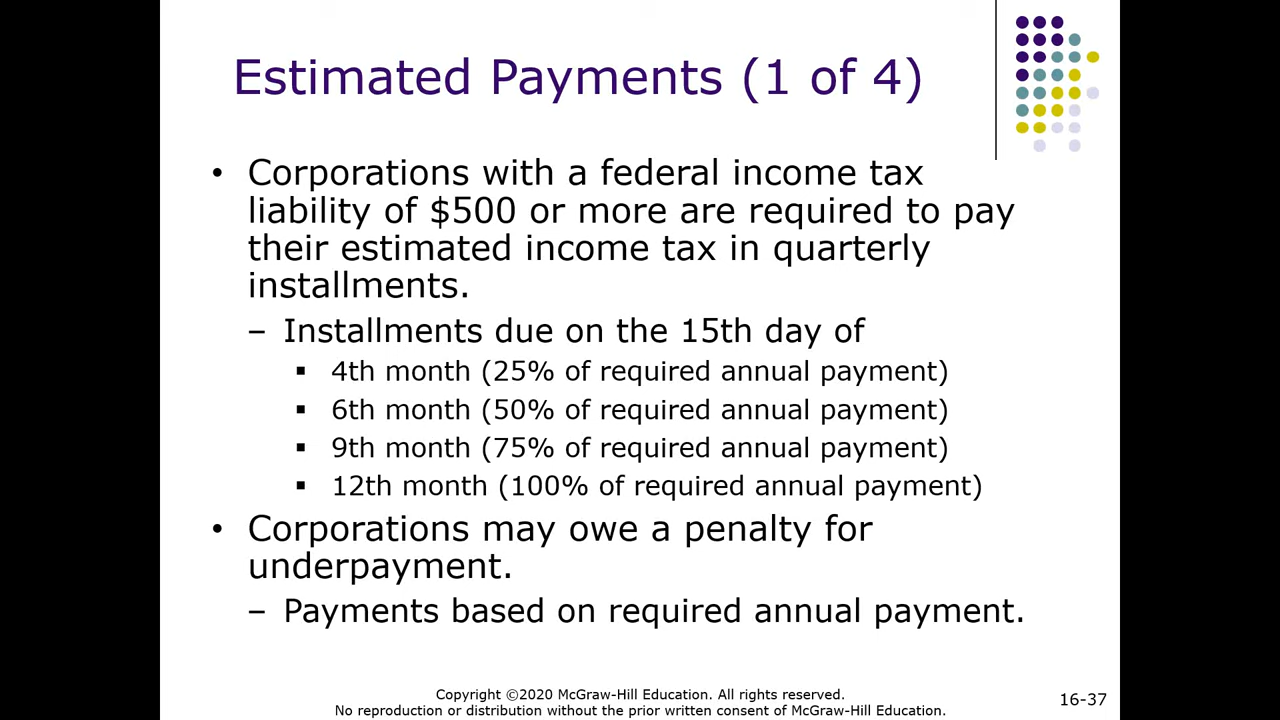 Estimated Payments (1 of 4)
• Corporations with a federal income tax
liability of $500 or more are required to pay
their estimated income tax in quarterly
installments.
– Installments due on the 15th day of
▪ 4th month (25% of required annual payment)
▪ 6th month (50% of required annual payment)
▪ 9th month (75% of required annual payment)
▪ 12th month (100% of required annual payment)
• Corporations may owe a penalty for
underpayment.
– Payments based on required annual payment.
Copyright ©2020 McGraw-Hill Education. All rights reserved.
No reproduction or distribution without the prior written consent of McGraw-Hill Education.
16-37